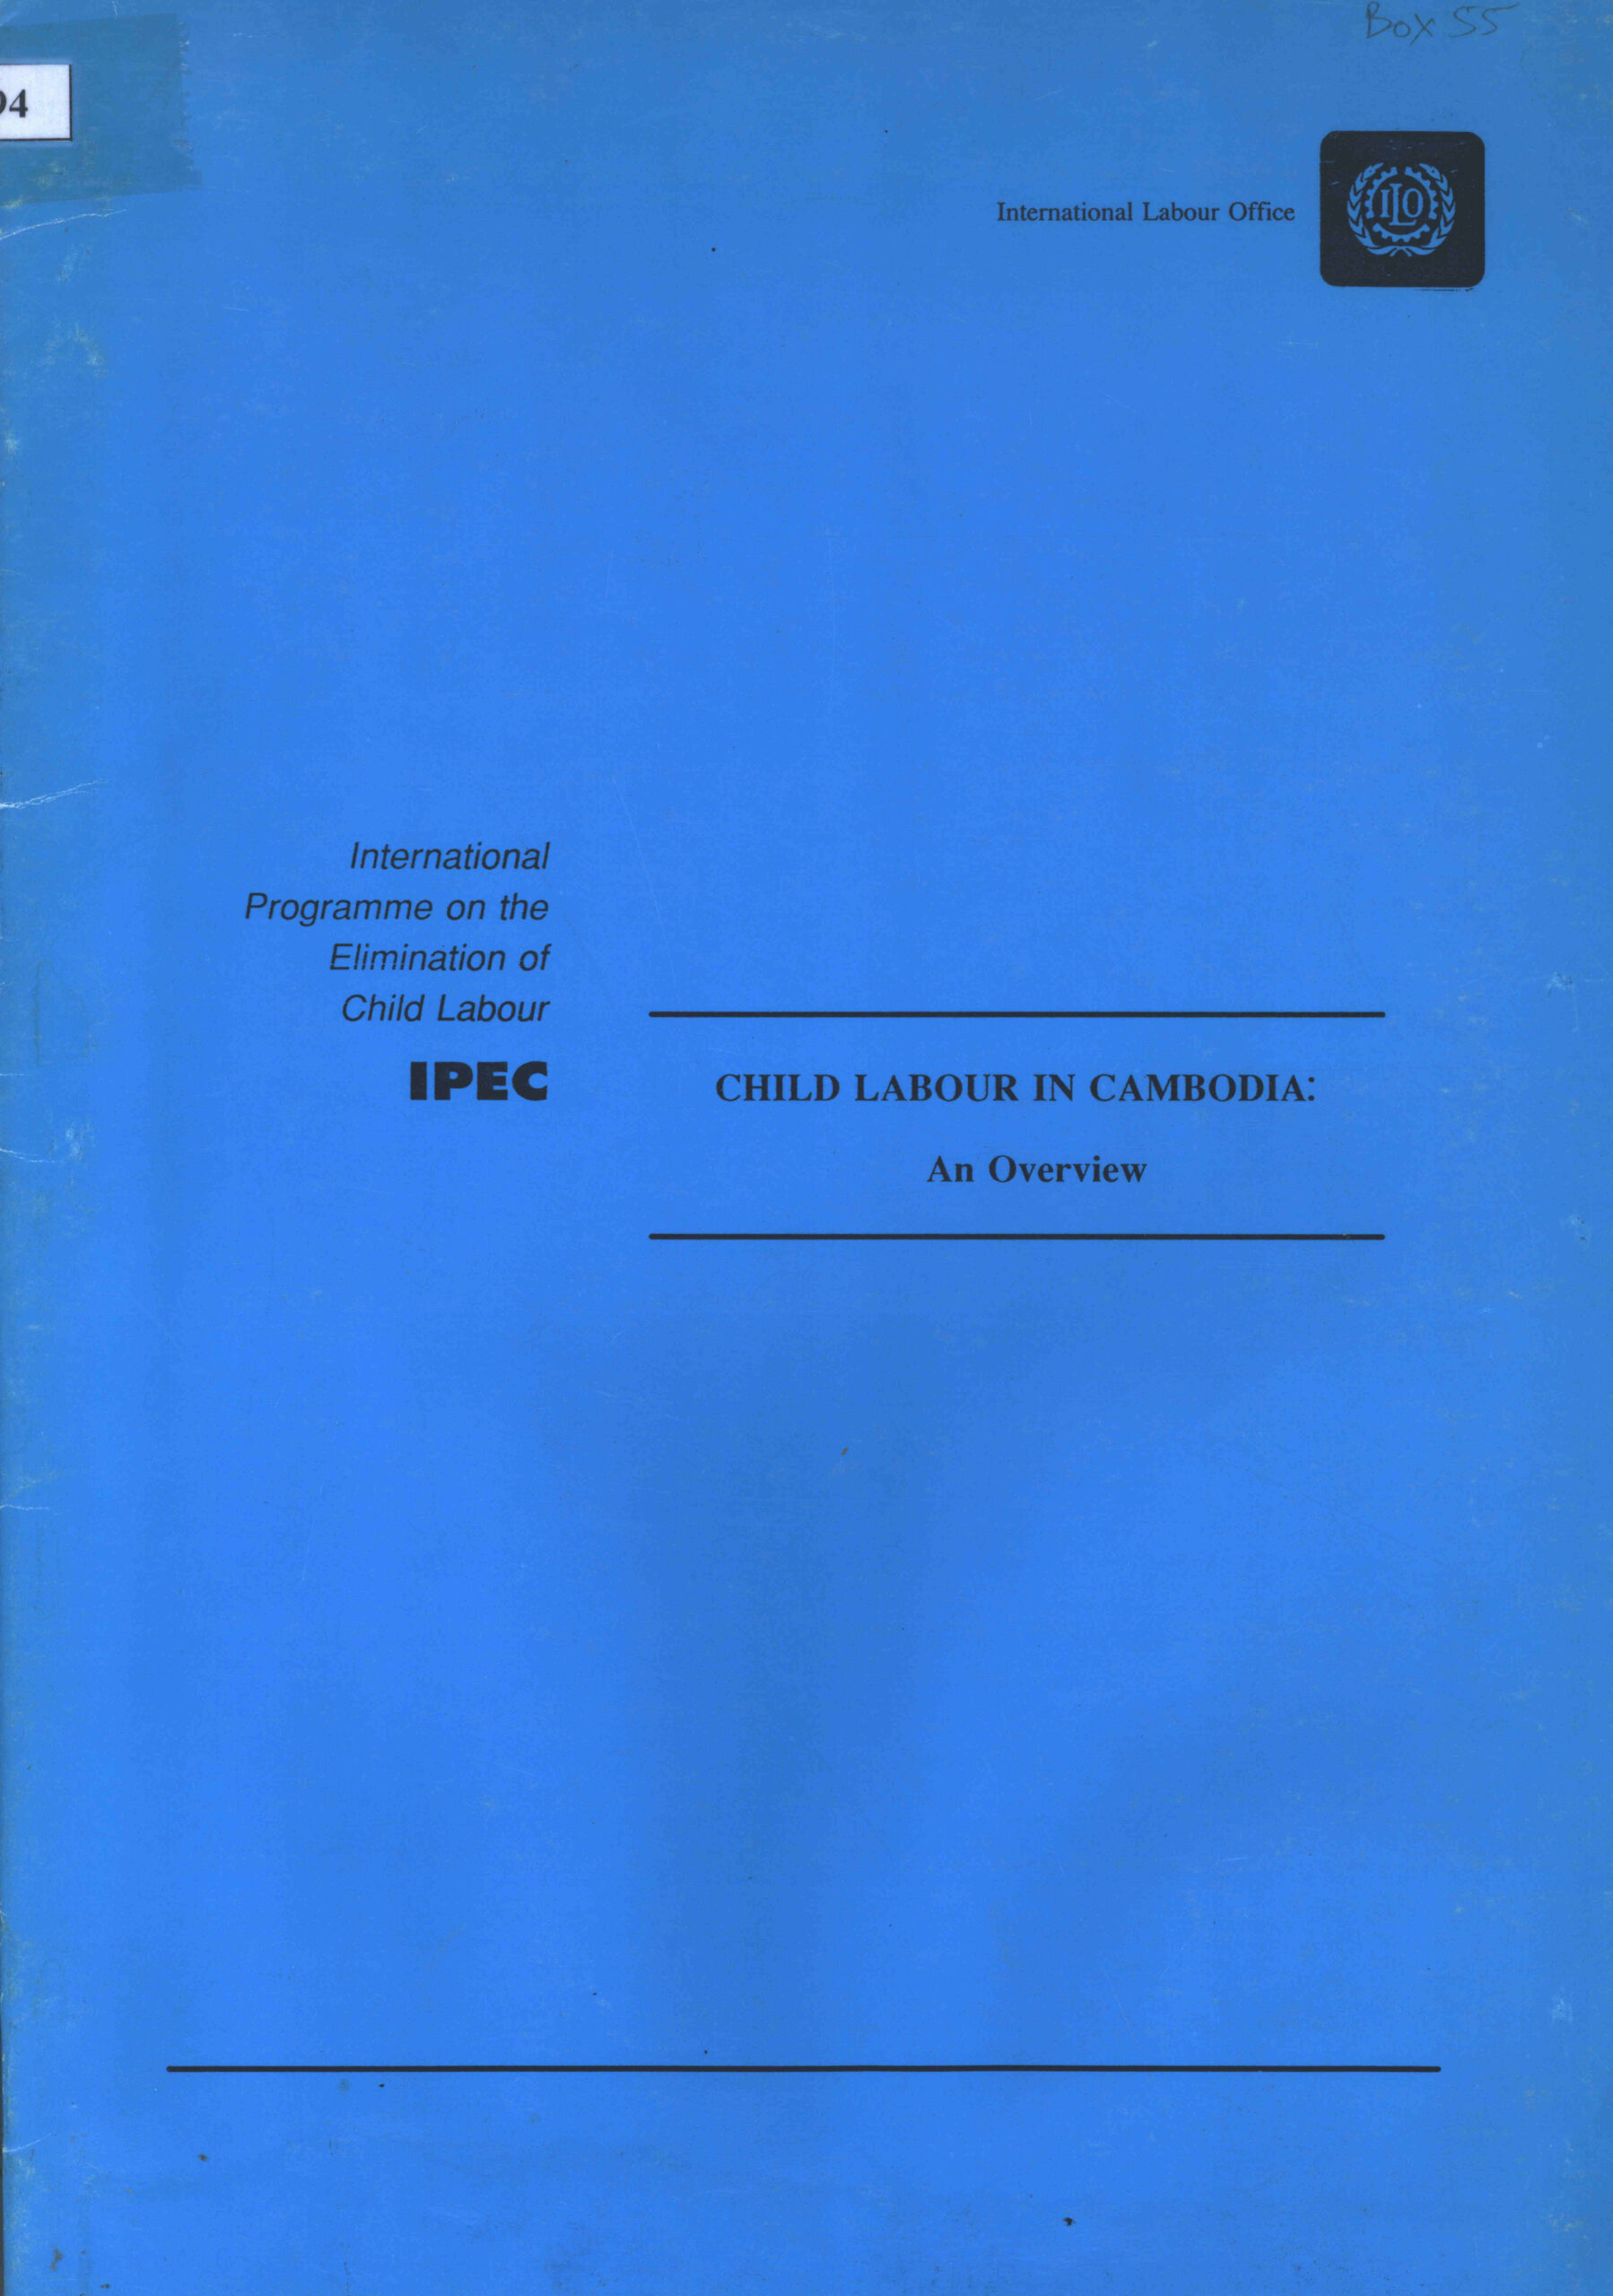 Box 55
94
International Labour Office
ILO
International
Programme on the
Elimination of
Child Labour
IPEC
CHILD LABOUR IN CAMBODIA:
An Overview